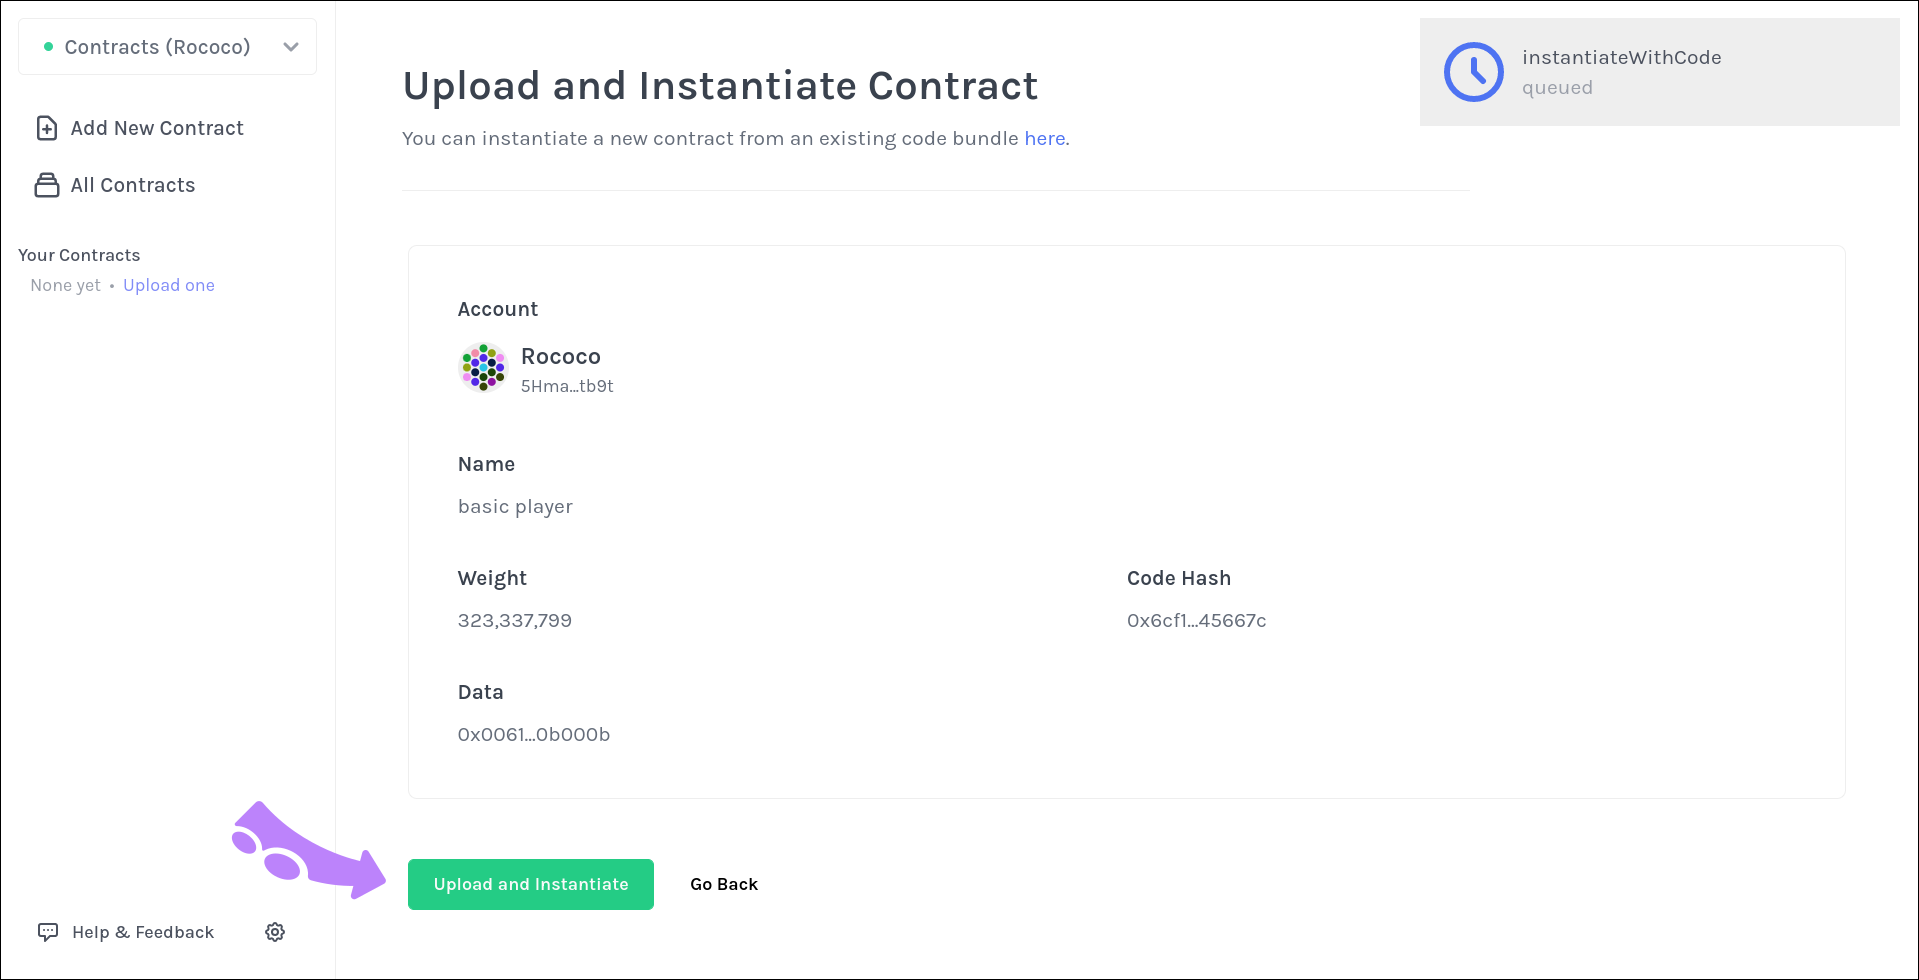 Contracts (Rococo)
Add New Contract
All Contracts
Your Contracts
None yet • Upload one
Help & Feedback
Upload and Instantiate Contract
You can instantiate a new contract from an existing code bundle here.
instantiateWithCode
queued
Account
Rococo
5Hma...tb9t
Name
basic player
Weight
323,337,799
Code Hash
0x6cf1...45667c
Data
0x0061...0b000b
Upload and Instantiate
Go Back